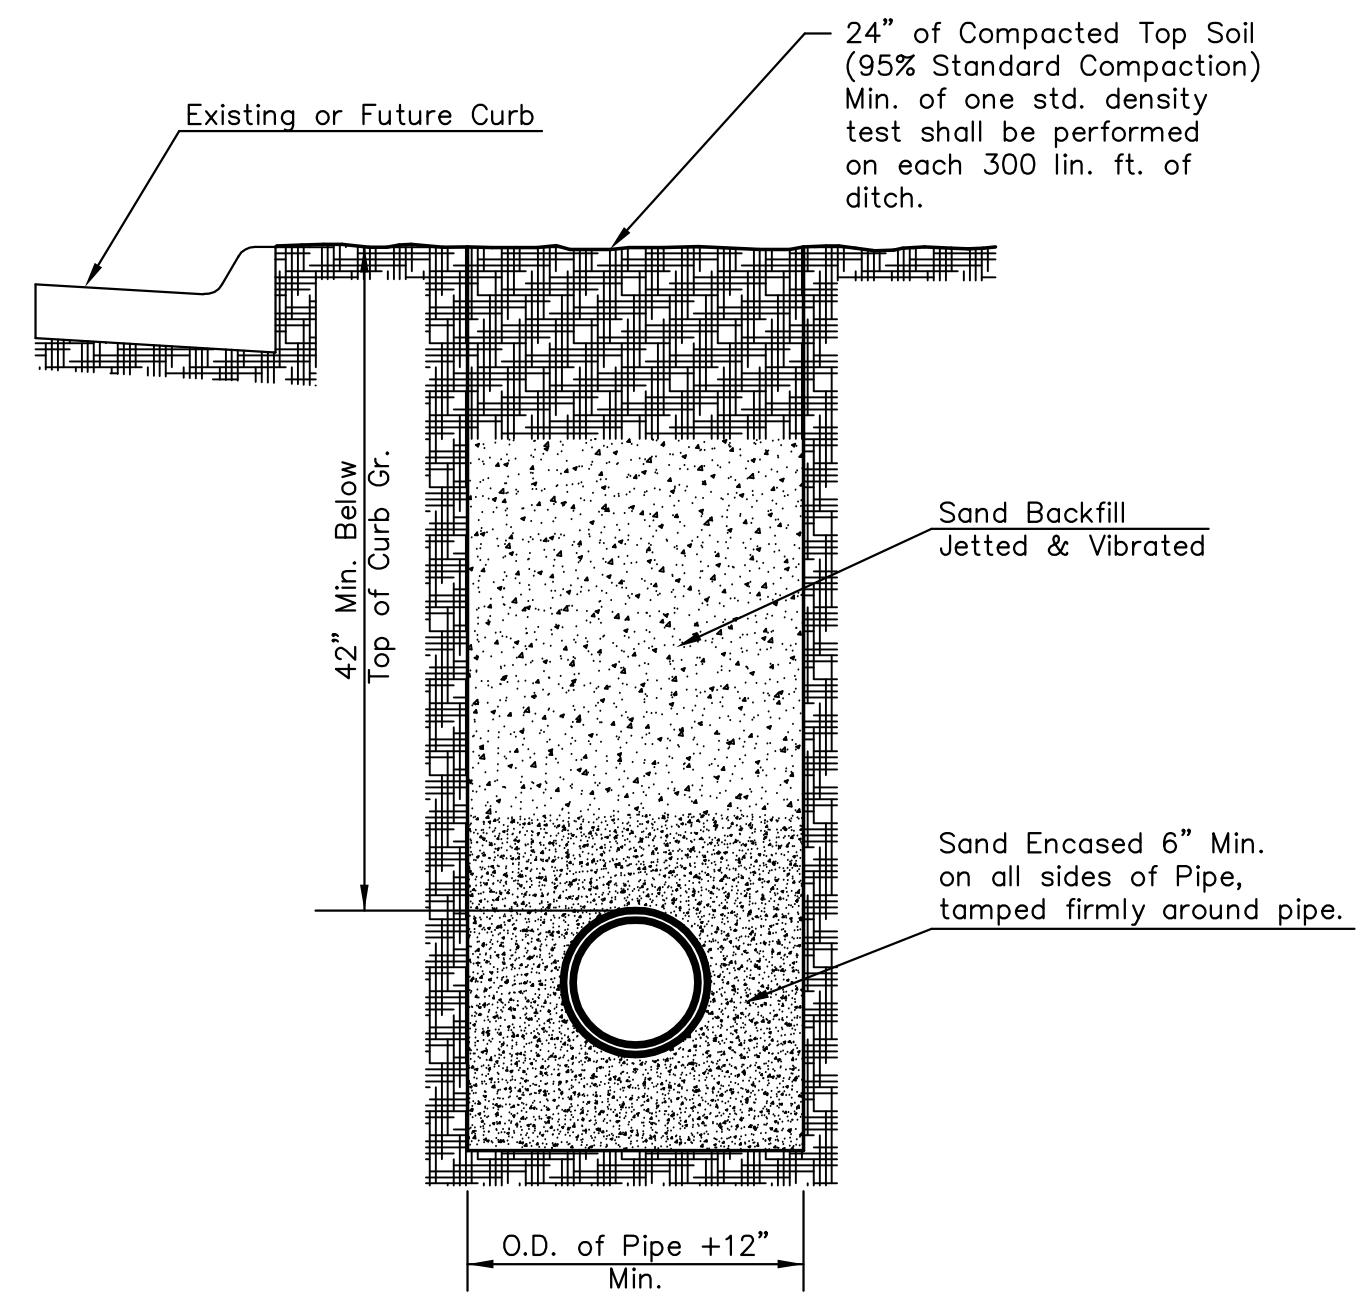 24” of Compacted Top Soil
(95% Standard Compaction)
Min. of one std. density
test shall be performed
on each 300 lin. ft. of
ditch.
Existing or Future Curb
42” Min. Below
Top of Curb Gr.
Sand Backfill
Jetted & Vibrated
Sand Encased 6” Min.
on all sides of Pipe,
tamped firmly around pipe.
O.D. of Pipe +12”
Min.